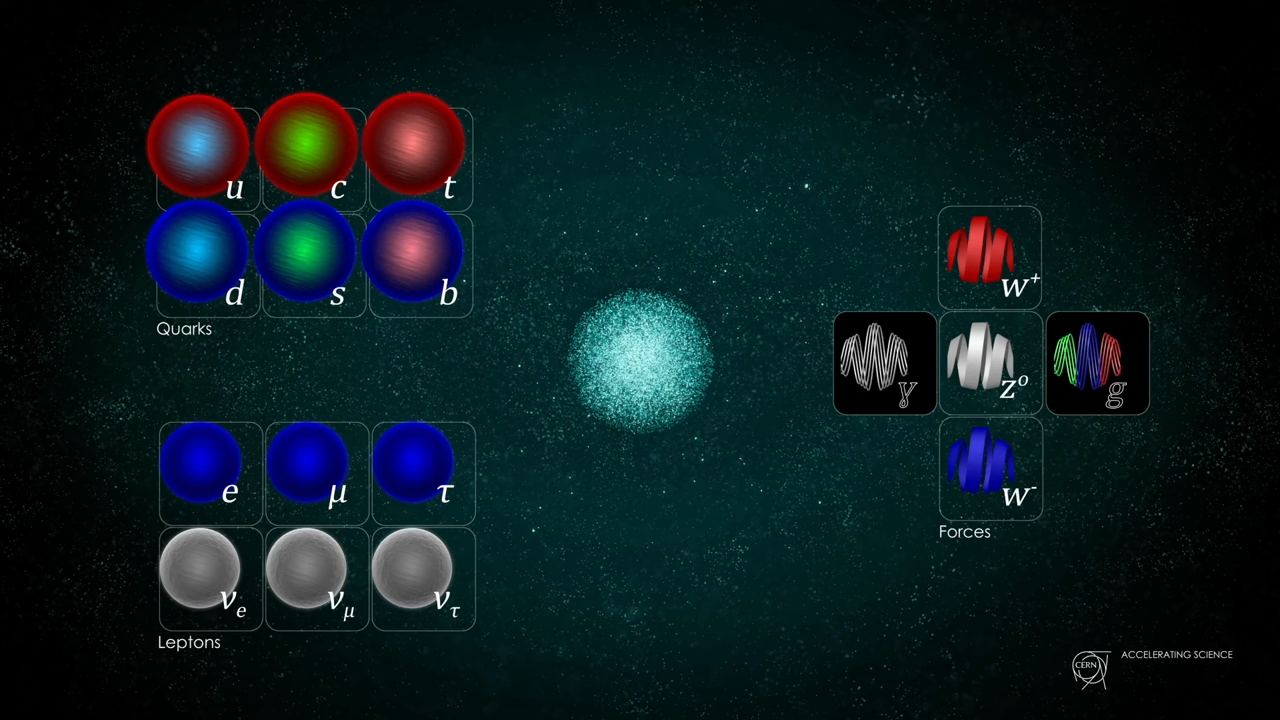 u c t
d s b
Quarks
e μ τ
νe νμ ντ
Leptons
W+
γ Z0 g
W-
Forces
CERN
ACCELERATING SCIENCE